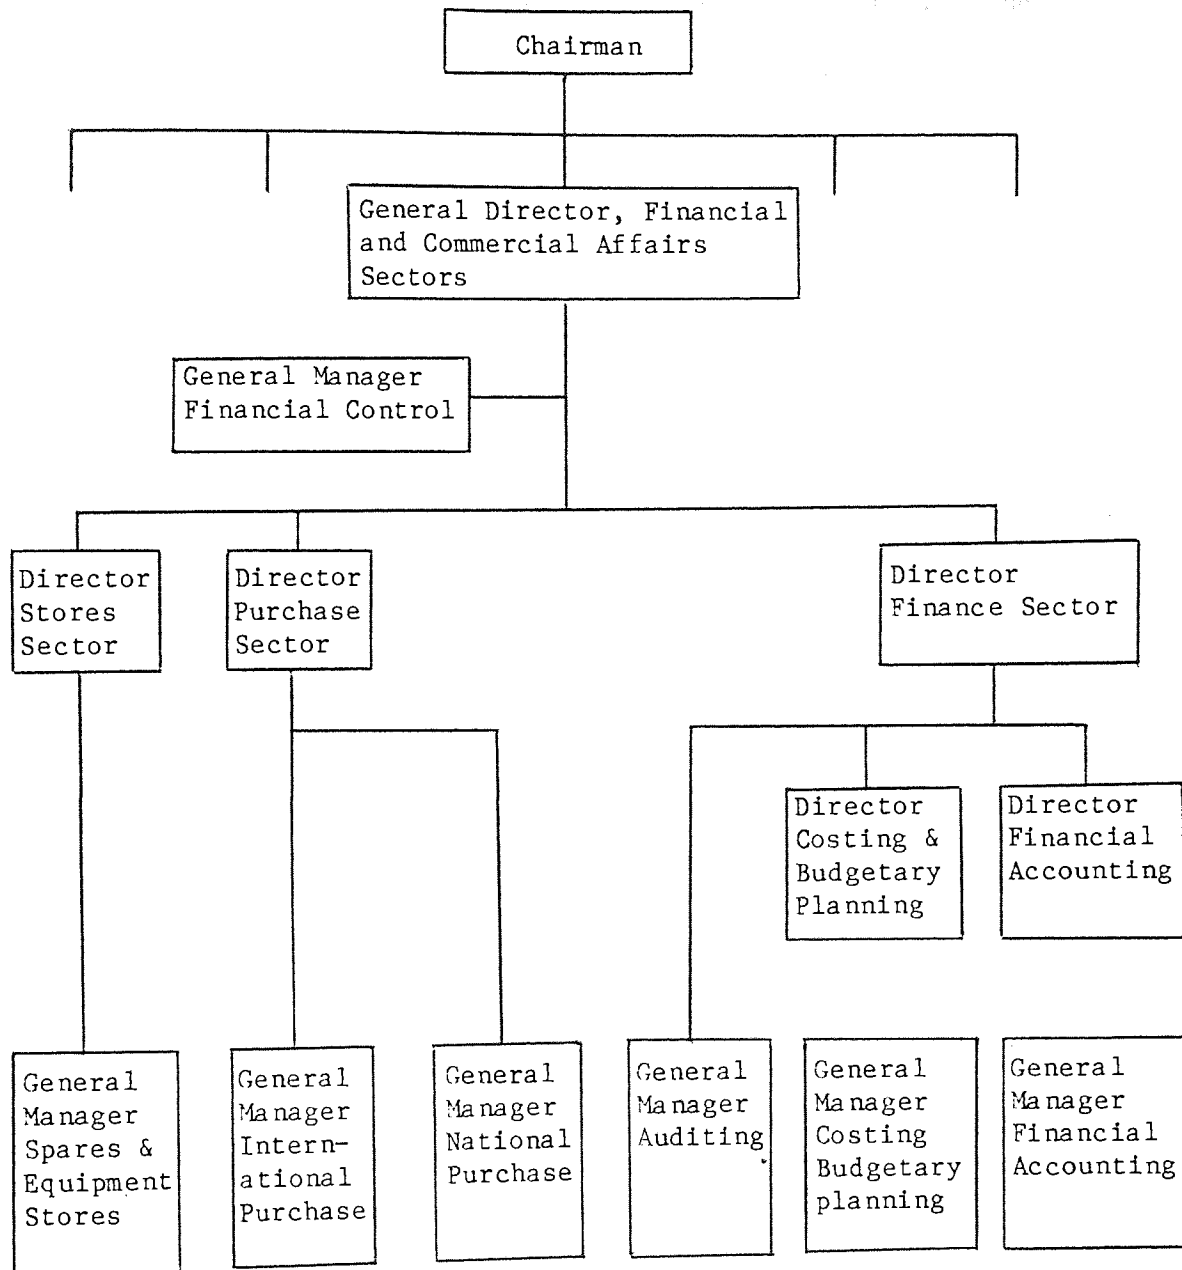 Chairman
General Director, Financial
and Commercial Affairs
Sectors
General Manager
Financial Control
Director
Stores
Sector
Director
Purchase
Sector
Director
Finance Sector
Director
Costing &
Budgetary
Planning
Director
Financial
Accounting
General
Manager
Spares &
Equipment
Stores
General
Manager
Intern-
ational
Purchase
General
Manager
National
Purchase
General
Manager
Auditing
General
Manager
Costing
Budgetary
planning
General
Manager
Financial
Accounting